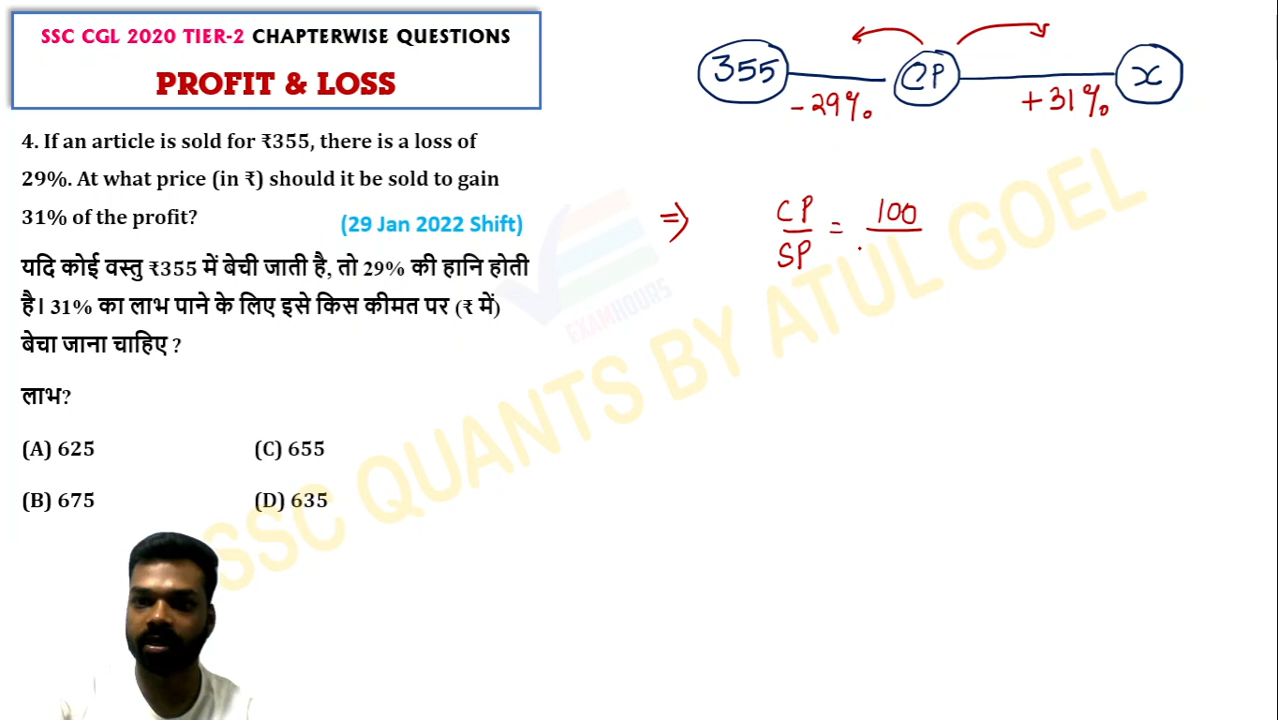 SSC CGL 2020 TIER-2 CHAPTERWISE QUESTIONS
PROFIT & LOSS
4. If an article is sold for ₹355, there is a loss of
29%. At what price (in ₹) should it be sold to gain
31% of the profit?
(29 Jan 2022 Shift)
यदि कोई वस्तु ₹355 में बेची जाती है, तो 29% की हानि होती
है। 31% का लाभ पाने के लिए इसे किस कीमत पर (₹ में)
बेचा जाना चाहिए ?
लाभ?
(A) 625 (C) 655
(B) 675 (D) 635
355 CP x
-29% +31%
⇒ CP/SP = 100/
EXAMHOURS
SSC QUANTS BY ATUL GOEL